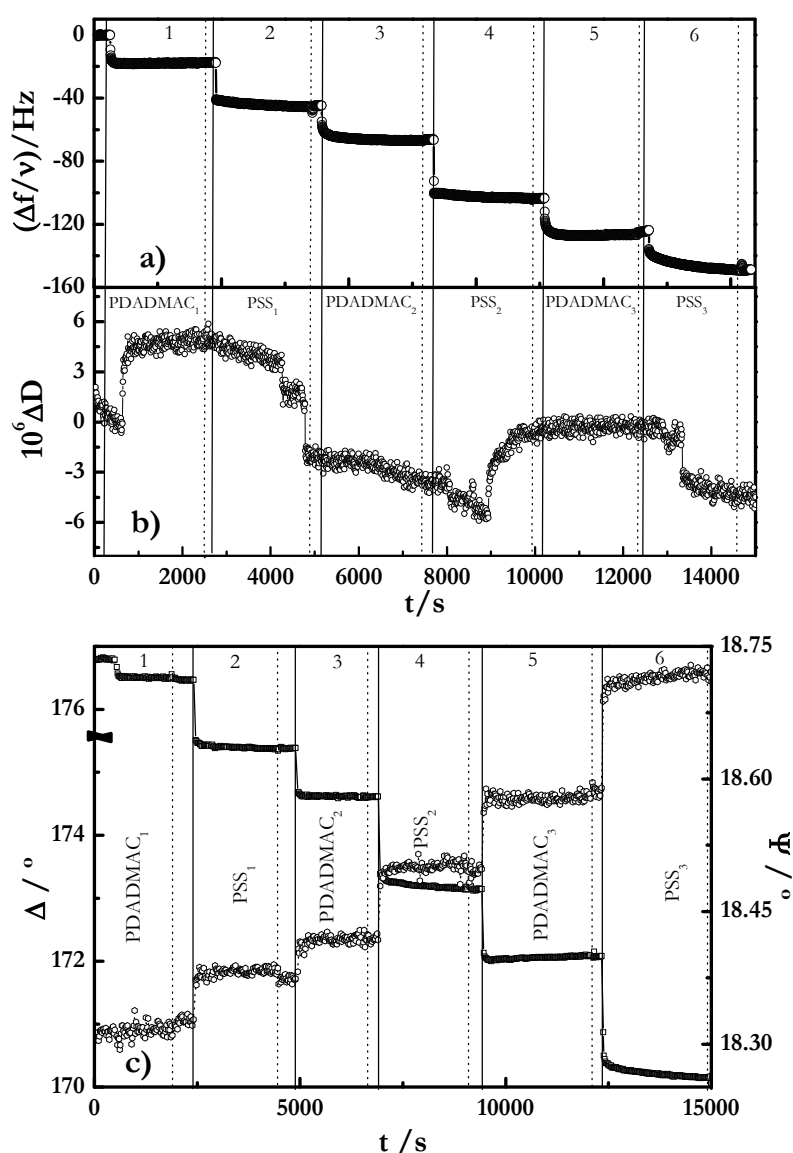 1 2 3 4 5 6
0
-40
-80
-120
-160
(Δf/ν)/Hz
a)
PDADMAC₁ PSS₁ PDADMAC₂ PSS₂ PDADMAC₃ PSS₃
6
3
0
-3
-6
10⁶ΔD
b)
0 2000 4000 6000 8000 10000 12000 14000
t/s
1 2 3 4 5 6
176
174
172
170
Δ / º
18.75
18.60
18.45
18.30
Ψ / º
PDADMAC₁ PSS₁ PDADMAC₂ PSS₂ PDADMAC₃ PSS₃
c)
0 5000 10000 15000
t /s